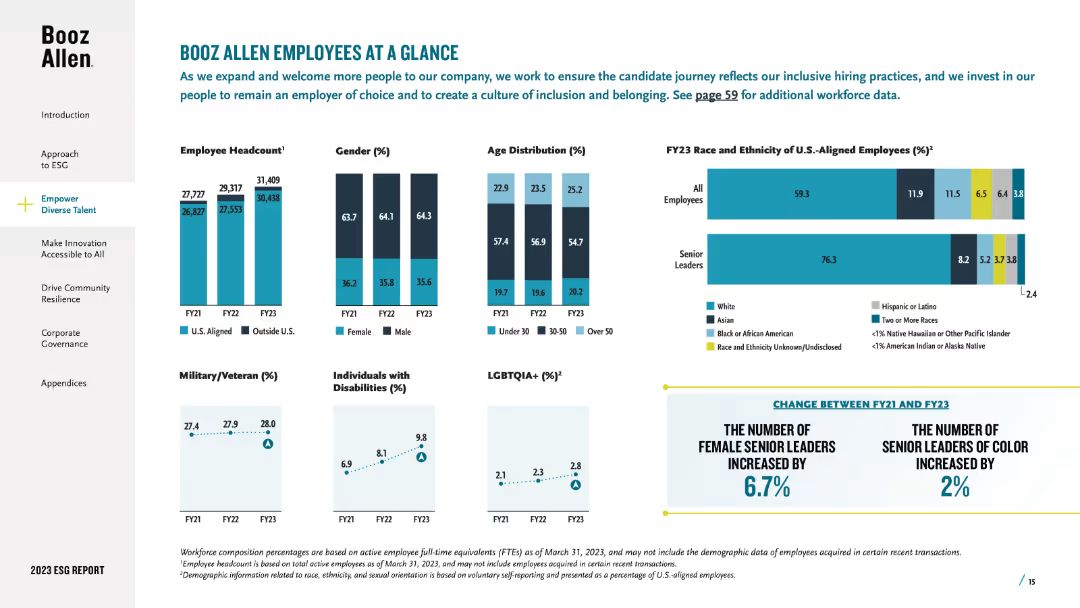 Booz
Allen.
Introduction
Approach
to ESG
Empower
Diverse Talent
Make Innovation
Accessible to All
Drive Community
Resilience
Corporate
Governance
Appendices
2023 ESG REPORT
BOOZ ALLEN EMPLOYEES AT A GLANCE
As we expand and welcome more people to our company, we work to ensure the candidate journey reflects our inclusive hiring practices, and we invest in our
people to remain an employer of choice and to create a culture of inclusion and belonging. See page 59 for additional workforce data.
Employee Headcount¹
27,727 29,317 31,409
26,827 27,553 30,438
FY21 FY22 FY23
U.S. Aligned Outside U.S.
Gender (%)
63.7 64.1 64.3
36.2 35.8 35.6
FY21 FY22 FY23
Female Male
Age Distribution (%)
22.9 23.5 25.2
57.4 56.9 54.7
19.7 19.6 20.2
FY21 FY22 FY23
Under 30 30-50 Over 50
FY23 Race and Ethnicity of U.S.-Aligned Employees (%)²
All
Employees
59.3 11.9 11.5 6.5 6.4 3.8
Senior
Leaders
76.3 8.2 5.2 3.7 3.8
2.4
White
Asian
Black or African American
Race and Ethnicity Unknown/Undisclosed
Hispanic or Latino
Two or More Races
<1% Native Hawaiian or Other Pacific Islander
<1% American Indian or Alaska Native
Military/Veteran (%)
27.4 27.9 28.0
FY21 FY22 FY23
Individuals with
Disabilities (%)
6.9 8.1 9.8
FY21 FY22 FY23
LGBTQIA+ (%)²
2.1 2.3 2.8
FY21 FY22 FY23
CHANGE BETWEEN FY21 AND FY23
THE NUMBER OF
FEMALE SENIOR LEADERS
INCREASED BY
6.7%
THE NUMBER OF
SENIOR LEADERS OF COLOR
INCREASED BY
2%
Workforce composition percentages are based on active employee full-time equivalents (FTEs) as of March 31, 2023, and may not include the demographic data of employees acquired in certain recent transactions.
¹Employee headcount is based on total active employees as of March 31, 2023, and may not include employees acquired in certain recent transactions.
²Demographic information related to race, ethnicity, and sexual orientation is based on voluntary self-reporting and presented as a percentage of U.S.-aligned employees.
/ 15